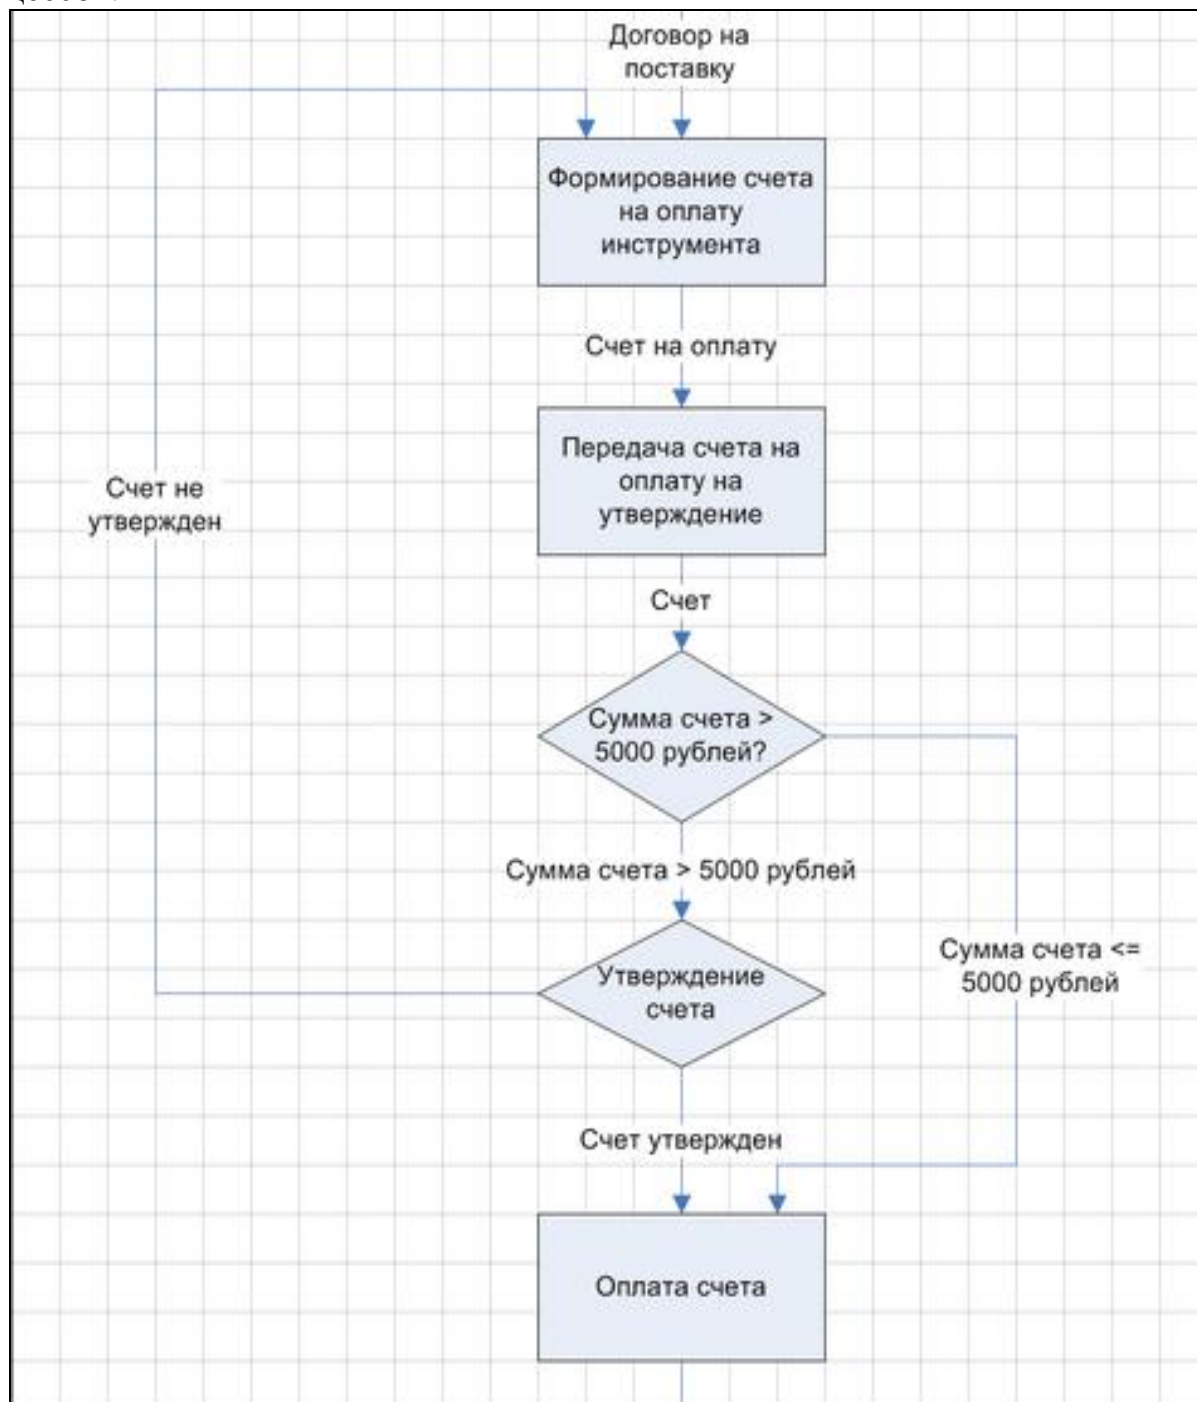 Договор на
поставку
Формирование счета
на оплату
инструмента
Счет на оплату
Передача счета на
оплату на
утверждение
Счет не
утвержден
Счет
Сумма счета >
5000 рублей?
Сумма счета > 5000 рублей
Сумма счета <=
5000 рублей
Утверждение
счета
Счет утвержден
Оплата счета